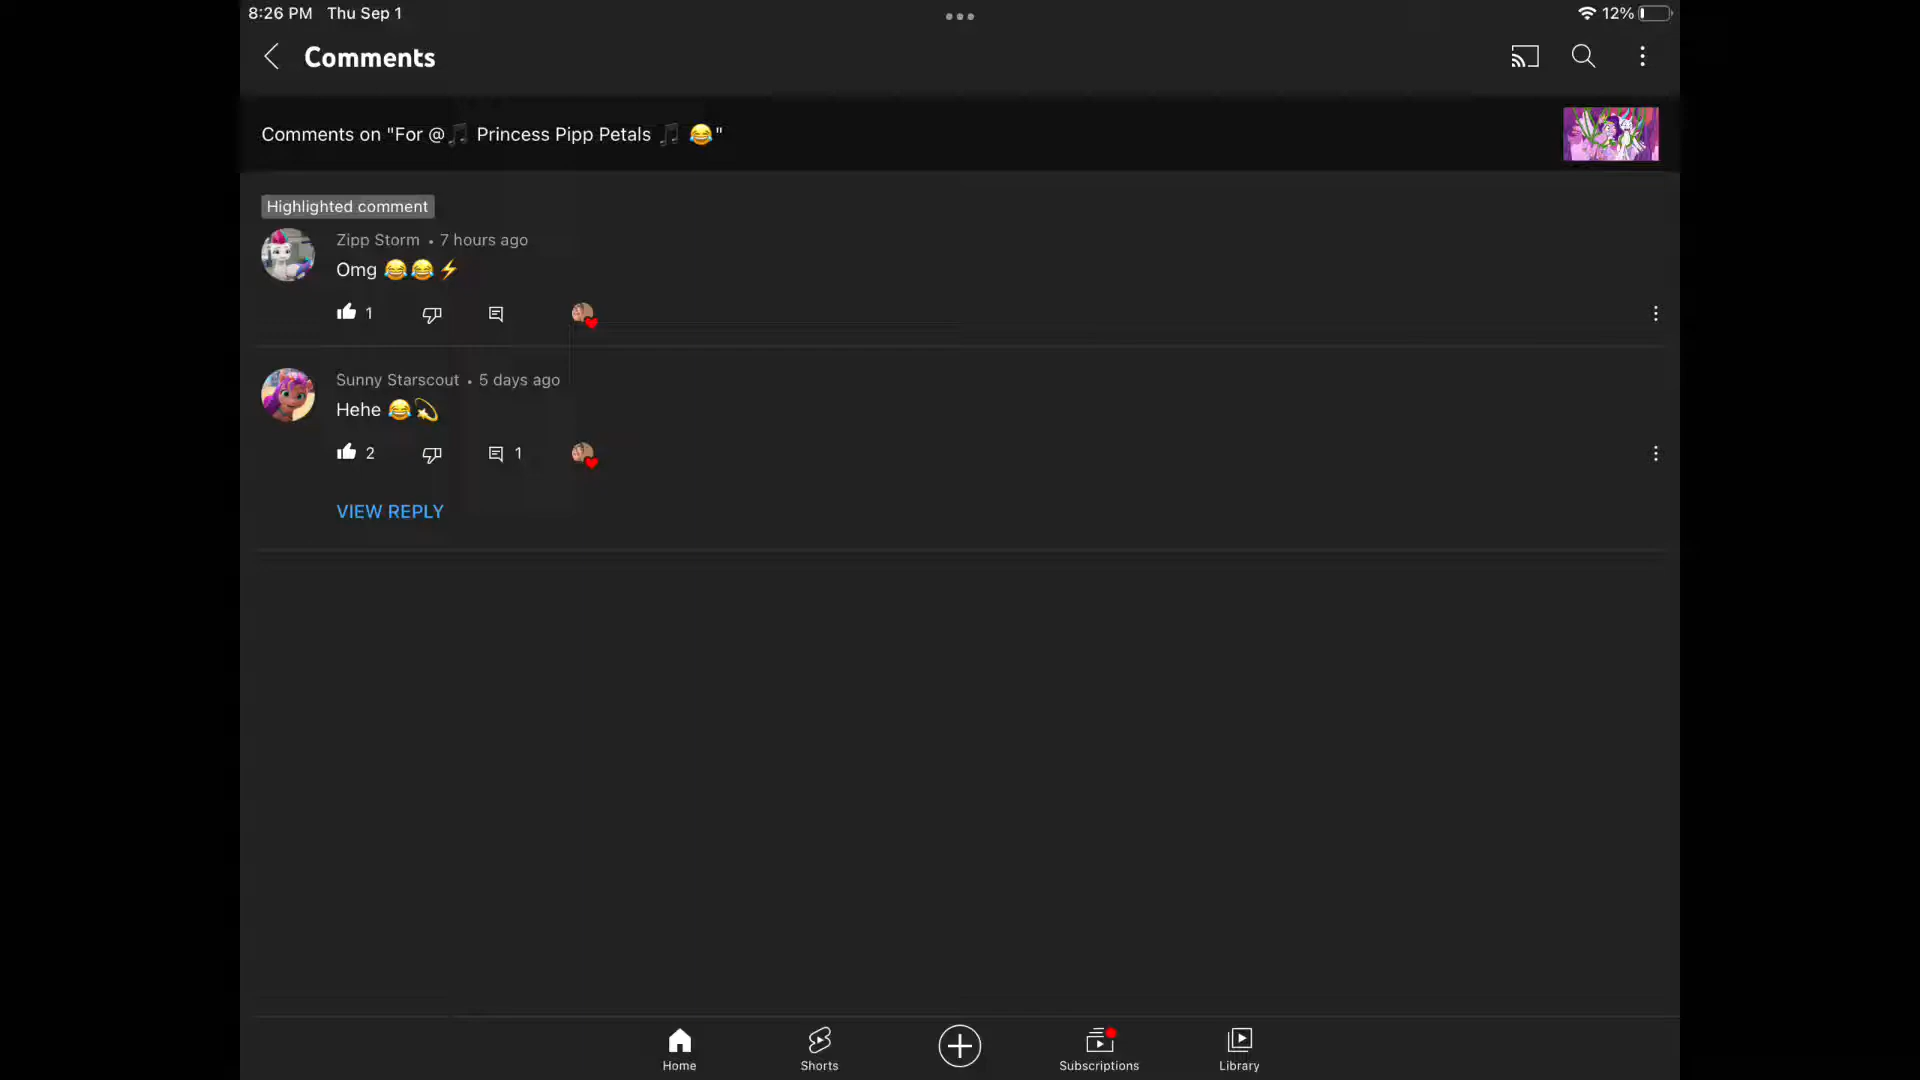 8:26 PM Thu Sep 1
12%
Comments
Comments on "For @🎵 Princess Pipp Petals 🎵 😂"
Highlighted comment
Zipp Storm • 7 hours ago
Omg 😂😂⚡
1
Sunny Starscout • 5 days ago
Hehe 😂💫
2 1
VIEW REPLY
Home Shorts Subscriptions Library